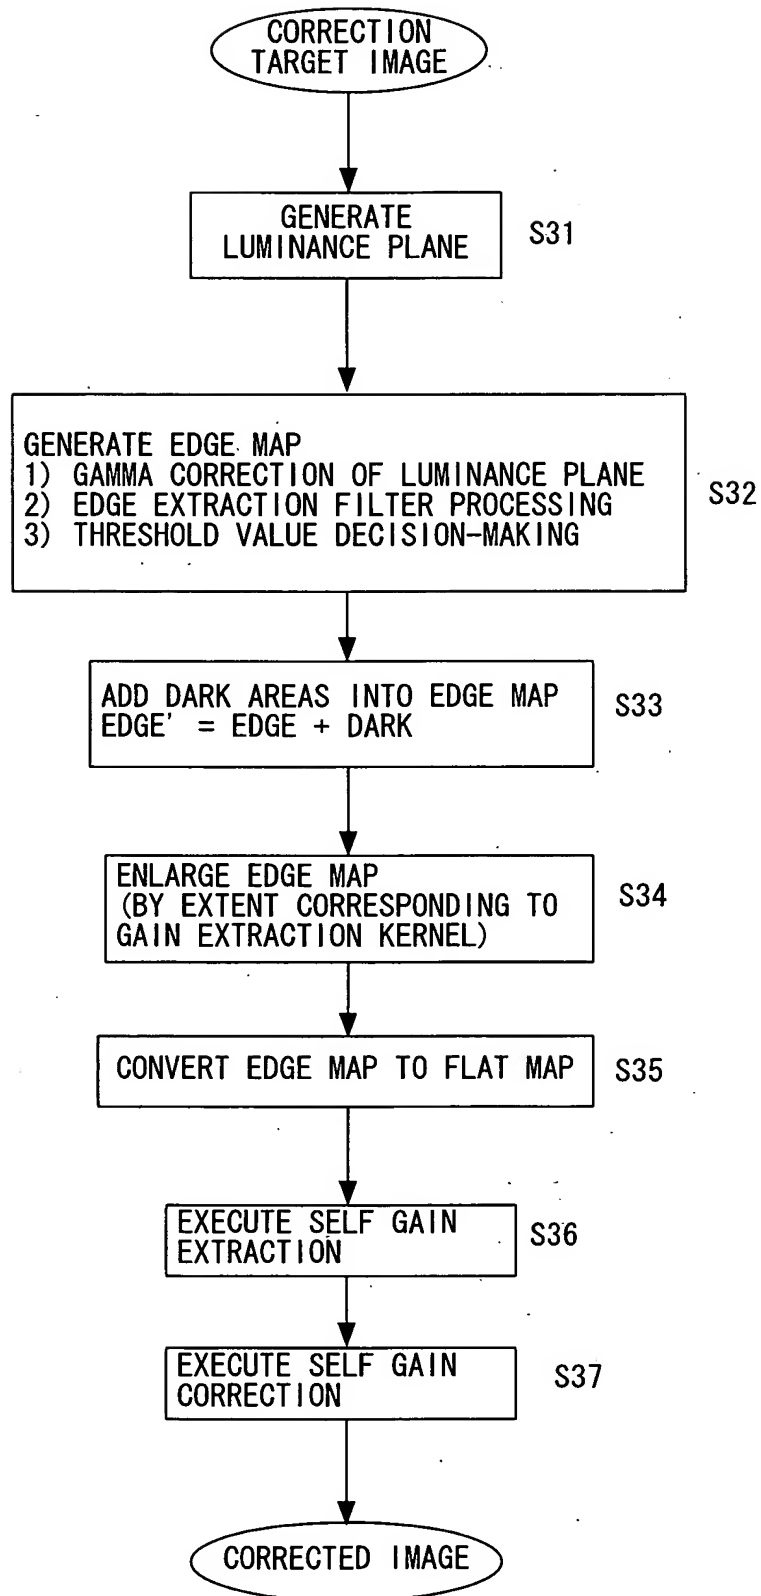 CORRECTION
TARGET IMAGE
GENERATE
LUMINANCE PLANE
S31
GENERATE EDGE MAP
1) GAMMA CORRECTION OF LUMINANCE PLANE
2) EDGE EXTRACTION FILTER PROCESSING
3) THRESHOLD VALUE DECISION-MAKING
S32
ADD DARK AREAS INTO EDGE MAP
EDGE' = EDGE + DARK
S33
ENLARGE EDGE MAP
(BY EXTENT CORRESPONDING TO
GAIN EXTRACTION KERNEL)
S34
CONVERT EDGE MAP TO FLAT MAP
S35
EXECUTE SELF GAIN
EXTRACTION
S36
EXECUTE SELF GAIN
CORRECTION
S37
CORRECTED IMAGE